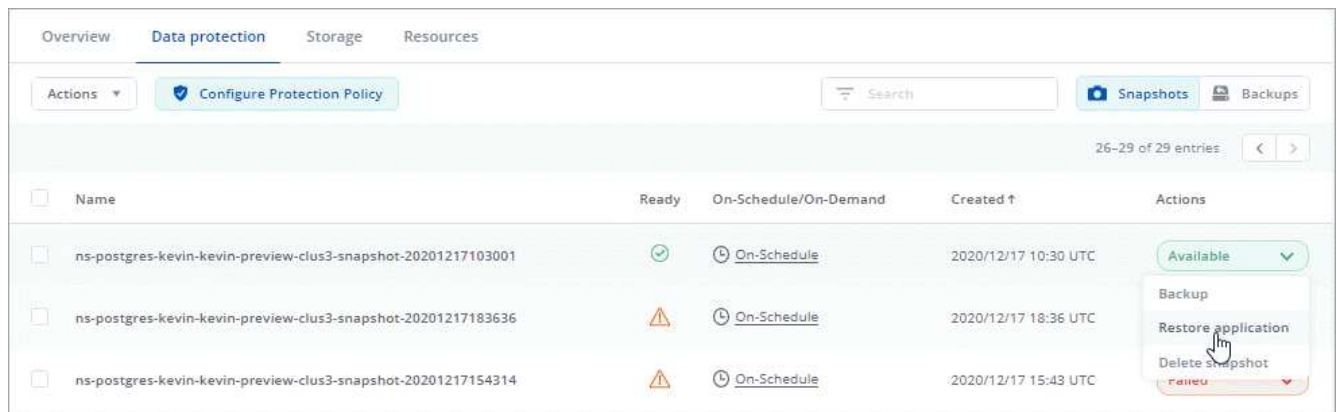 Overview Data protection Storage Resources
Actions Configure Protection Policy Search Snapshots Backups
26–29 of 29 entries
Name Ready On-Schedule/On-Demand Created ↑ Actions
ns-postgres-kevin-kevin-preview-clus3-snapshot-20201217103001 On-Schedule 2020/12/17 10:30 UTC Available
Backup
ns-postgres-kevin-kevin-preview-clus3-snapshot-20201217183636 On-Schedule 2020/12/17 18:36 UTC
Restore application
Delete snapshot
ns-postgres-kevin-kevin-preview-clus3-snapshot-20201217154314 On-Schedule 2020/12/17 15:43 UTC Failed